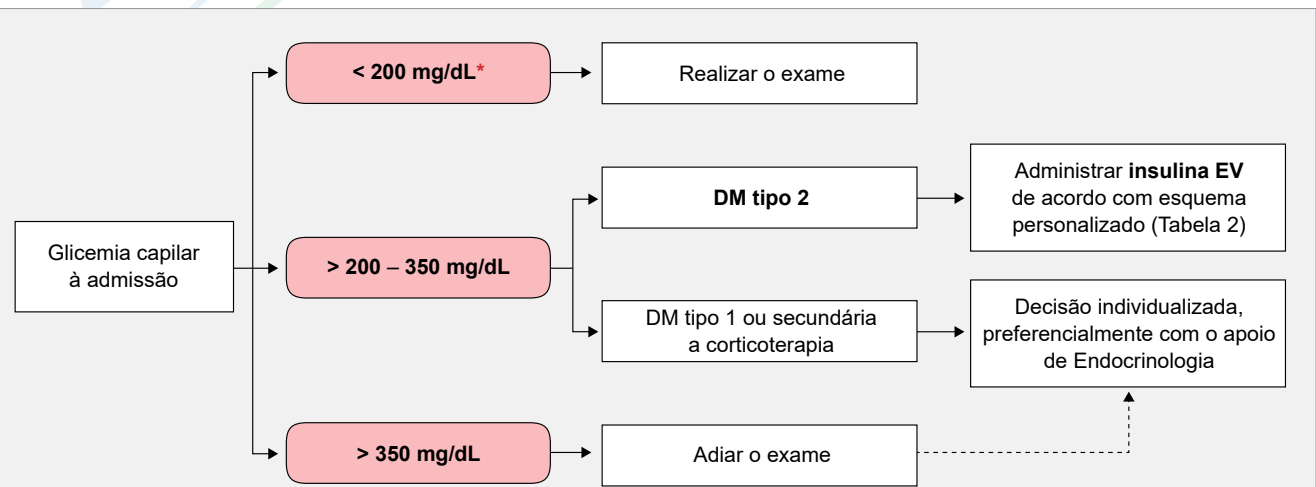 < 200 mg/dL*
Realizar o exame
DM tipo 2
Administrar insulina EV
de acordo com esquema
personalizado (Tabela 2)
Glicemia capilar
à admissão
> 200 – 350 mg/dL
DM tipo 1 ou secundária
a corticoterapia
Decisão individualizada,
preferencialmente com o apoio
de Endocrinologia
> 350 mg/dL
Adiar o exame